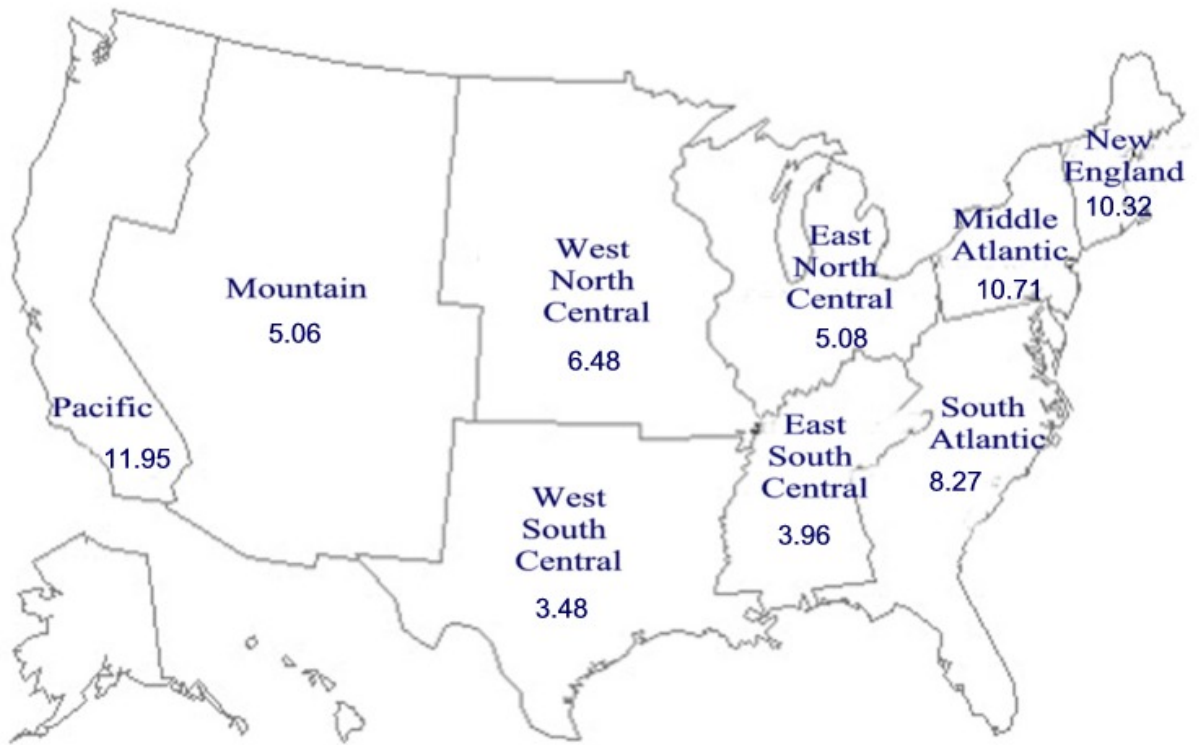 New
England
10.32
Middle
Atlantic
10.71
East
North
Central
5.08
West
North
Central
6.48
Mountain
5.06
Pacific
11.95
South
Atlantic
8.27
East
South
Central
3.96
West
South
Central
3.48